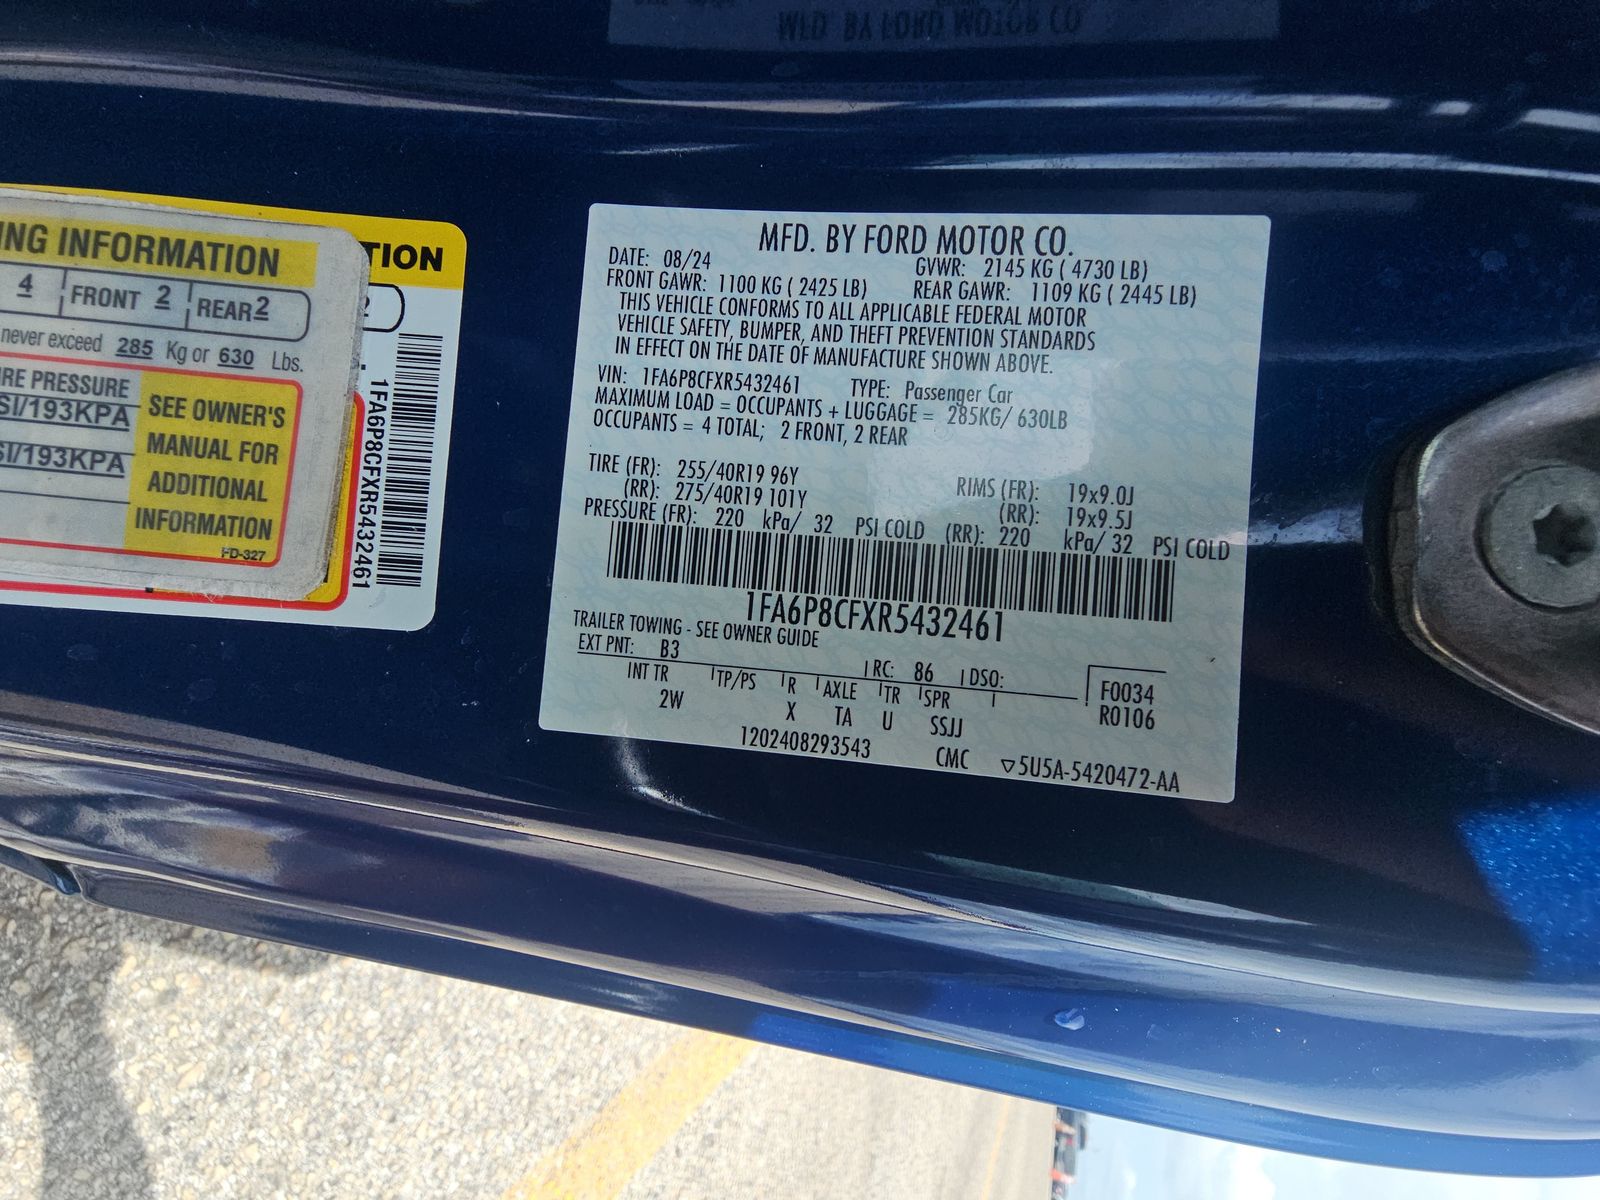 MFD. BY FORD MOTOR CO.
NG INFORMATION
TION
4 FRONT 2 REAR 2
2
never exceed 285 Kg or 630 Lbs.
RE PRESSURE
SI/193KPA
SI/193KPA
SEE OWNER'S
MANUAL FOR
ADDITIONAL
INFORMATION
FD-327
1FA6P8CFXR5432461
MFD. BY FORD MOTOR CO.
DATE: 08/24 GVWR: 2145 KG ( 4730 LB)
FRONT GAWR: 1100 KG ( 2425 LB) REAR GAWR: 1109 KG ( 2445 LB)
THIS VEHICLE CONFORMS TO ALL APPLICABLE FEDERAL MOTOR
VEHICLE SAFETY, BUMPER, AND THEFT PREVENTION STANDARDS
IN EFFECT ON THE DATE OF MANUFACTURE SHOWN ABOVE.
VIN: 1FA6P8CFXR5432461 TYPE: Passenger Car
MAXIMUM LOAD = OCCUPANTS + LUGGAGE = 285KG/ 630LB
OCCUPANTS = 4 TOTAL; 2 FRONT, 2 REAR
TIRE (FR): 255/40R19 96Y RIMS (FR): 19x9.0J
(RR): 275/40R19 101Y (RR): 19x9.5J
PRESSURE (FR): 220 kPa/ 32 PSI COLD (RR): 220 kPa/ 32 PSI COLD
1FA6P8CFXR5432461
TRAILER TOWING - SEE OWNER GUIDE
EXT PNT: B3 RC: 86 DSO:
INT TR TP/PS R AXLE TR SPR F0034
2W X TA U SSJJ R0106
1202408293543 CMC ▽5U5A-5420472-AA